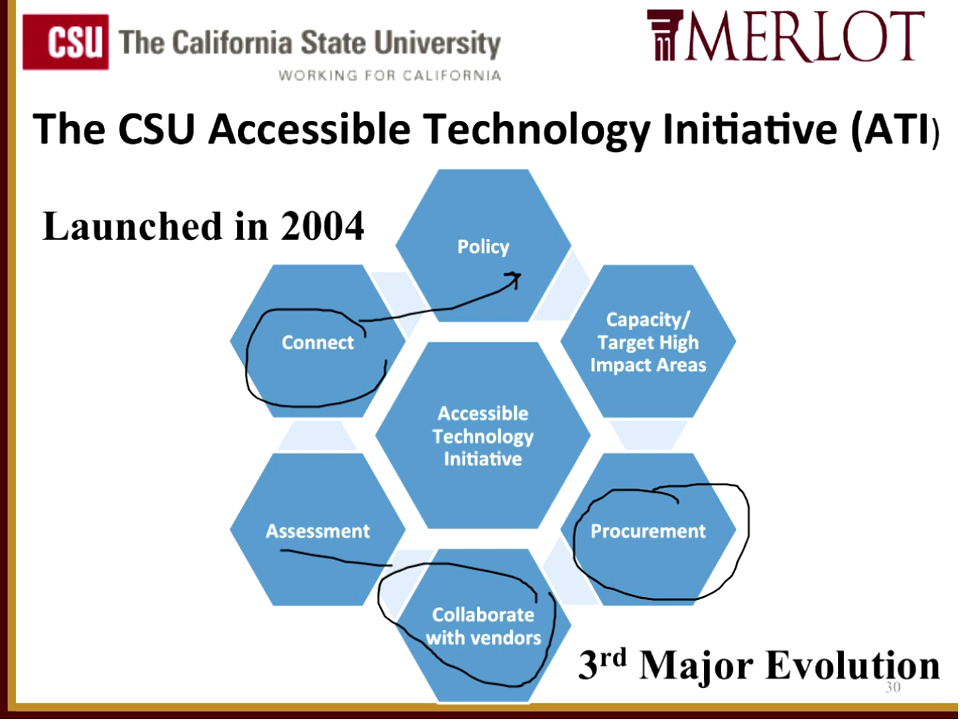 CSU The California State University
WORKING FOR CALIFORNIA
MERLOT
The CSU Accessible Technology Initiative (ATI)
Launched in 2004
Policy
Connect
Capacity/
Target High
Impact Areas
Accessible
Technology
Initiative
Assessment
Procurement
Collaborate
with vendors
3rd Major Evolution
30